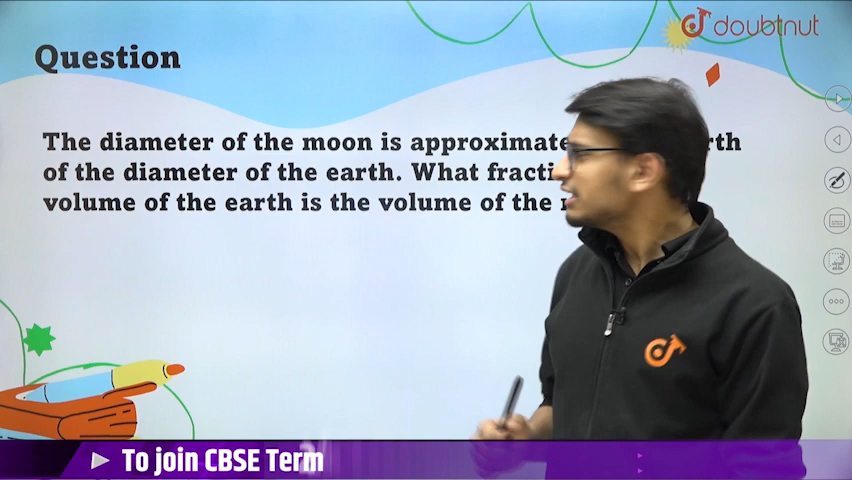 doubtnut
Question
The diameter of the moon is approximate rth
of the diameter of the earth. What fracti
volume of the earth is the volume of the
To join CBSE Term